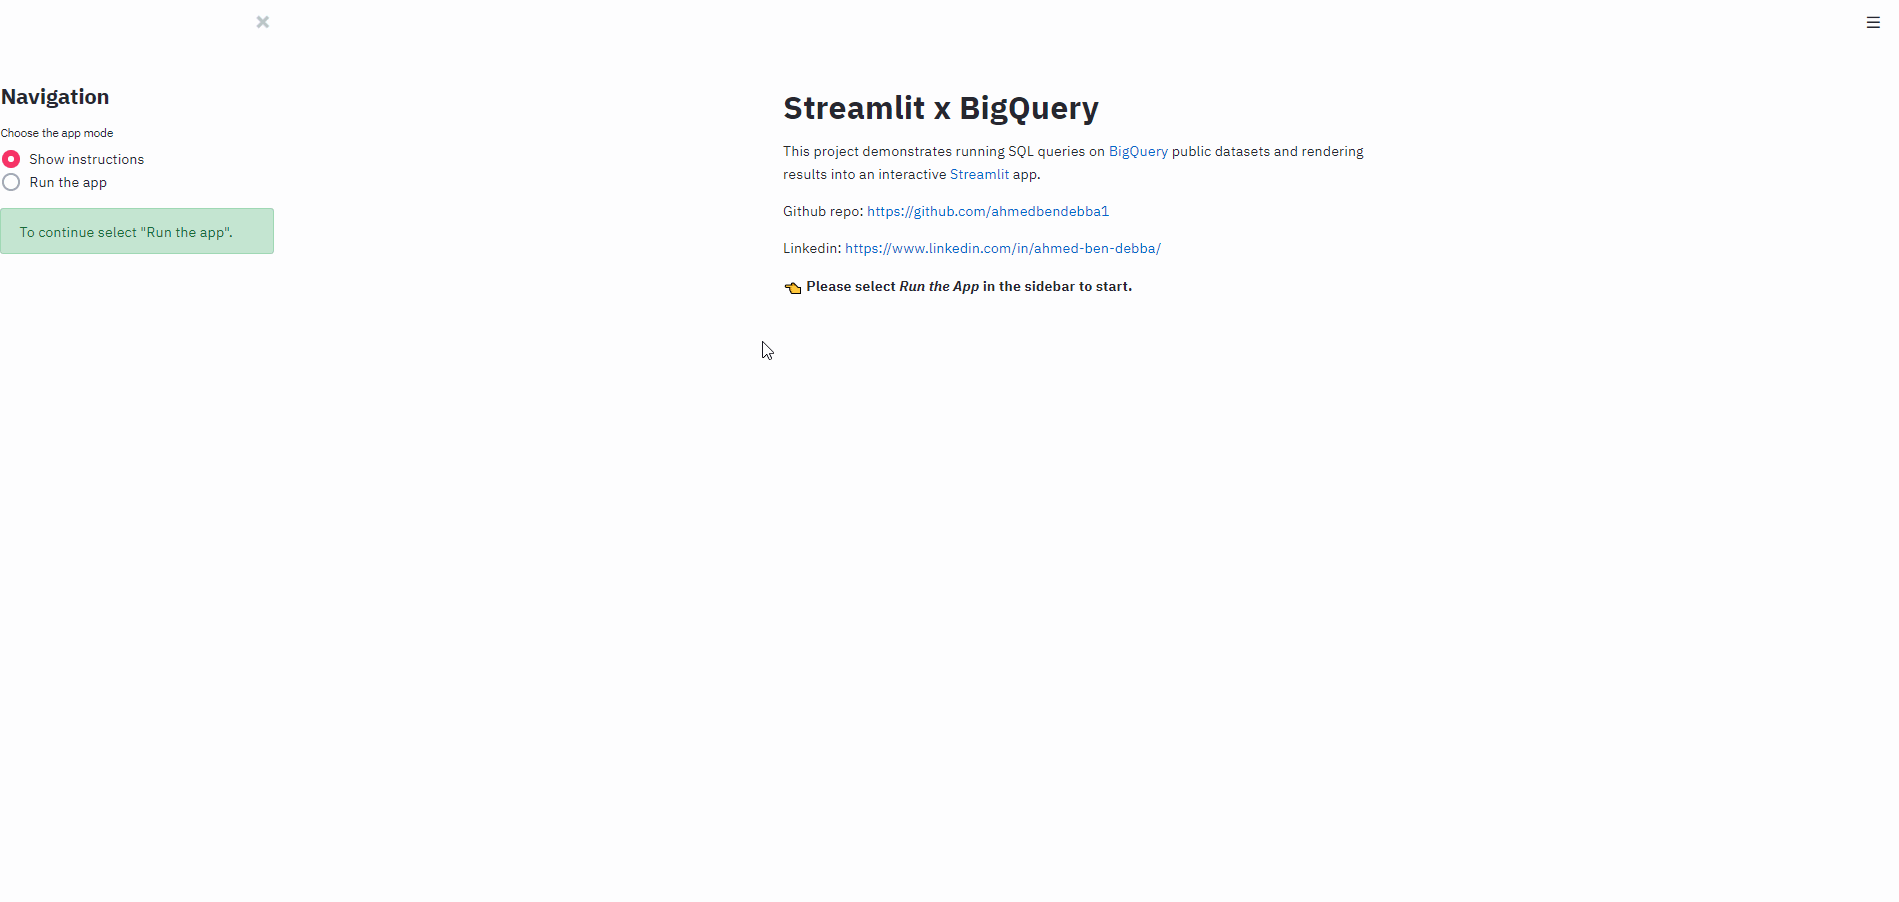 Navigation
Choose the app mode
Show instructions
Run the app
To continue select "Run the app".
Streamlit x BigQuery
This project demonstrates running SQL queries on BigQuery public datasets and rendering
results into an interactive Streamlit app.
Github repo: https://github.com/ahmedbendebba1
Linkedin: https://www.linkedin.com/in/ahmed-ben-debba/
👈 Please select Run the App in the sidebar to start.